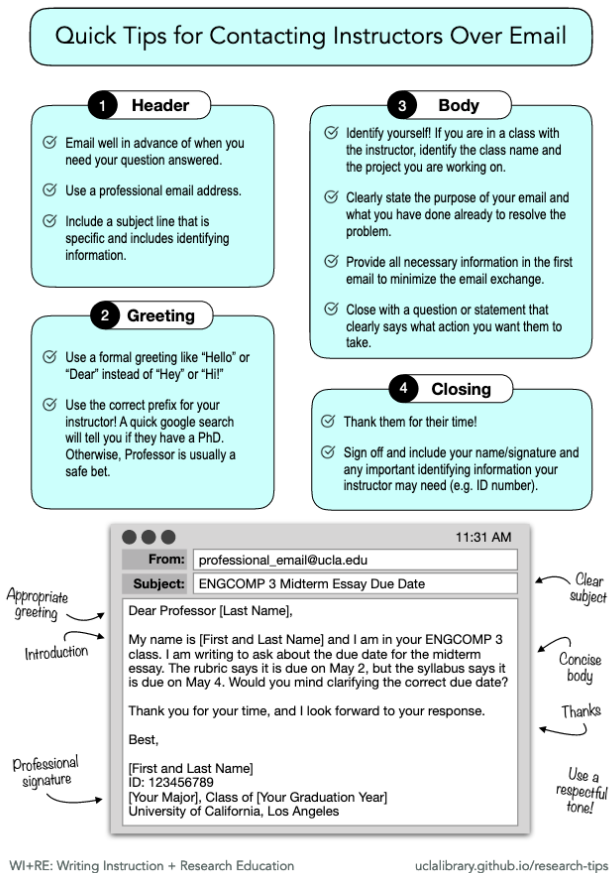 Quick Tips for Contacting Instructors Over Email
1 Header
Email well in advance of when you
need your question answered.
Use a professional email address.
Include a subject line that is
specific and includes identifying
information.
2 Greeting
Use a formal greeting like “Hello” or
“Dear” instead of “Hey” or “Hi!”
Use the correct prefix for your
instructor! A quick google search
will tell you if they have a PhD.
Otherwise, Professor is usually a
safe bet.
3 Body
Identify yourself! If you are in a class with
the instructor, identify the class name and
the project you are working on.
Clearly state the purpose of your email and
what you have done already to resolve the
problem.
Provide all necessary information in the first
email to minimize the email exchange.
Close with a question or statement that
clearly says what action you want them to
take.
4 Closing
Thank them for their time!
Sign off and include your name/signature and
any important identifying information your
instructor may need (e.g. ID number).
11:31 AM
From: professional_email@ucla.edu
Subject: ENGCOMP 3 Midterm Essay Due Date
Dear Professor [Last Name],
My name is [First and Last Name] and I am in your ENGCOMP 3
class. I am writing to ask about the due date for the midterm
essay. The rubric says it is due on May 2, but the syllabus says it
is due on May 4. Would you mind clarifying the correct due date?
Thank you for your time, and I look forward to your response.
Best,
[First and Last Name]
ID: 123456789
[Your Major], Class of [Your Graduation Year]
University of California, Los Angeles
Appropriate
greeting
Introduction
Professional
signature
Clear
subject
Concise
body
Thanks
Use a
respectful
tone!
WI+RE: Writing Instruction + Research Education
uclalibrary.github.io/research-tips